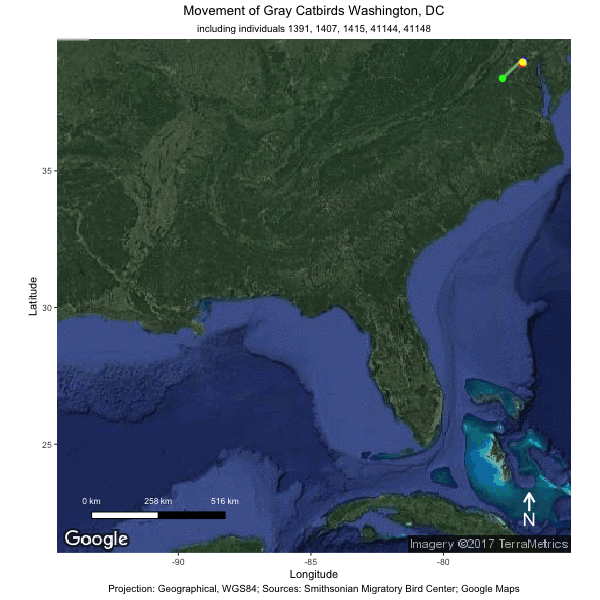 Movement of Gray Catbirds Washington, DC
including individuals 1391, 1407, 1415, 41144, 41148
35
30
25
Latitude
0 km 258 km 516 km
N
Google
Imagery ©2017 TerraMetrics
-90 -85 -80
Longitude
Projection: Geographical, WGS84; Sources: Smithsonian Migratory Bird Center; Google Maps